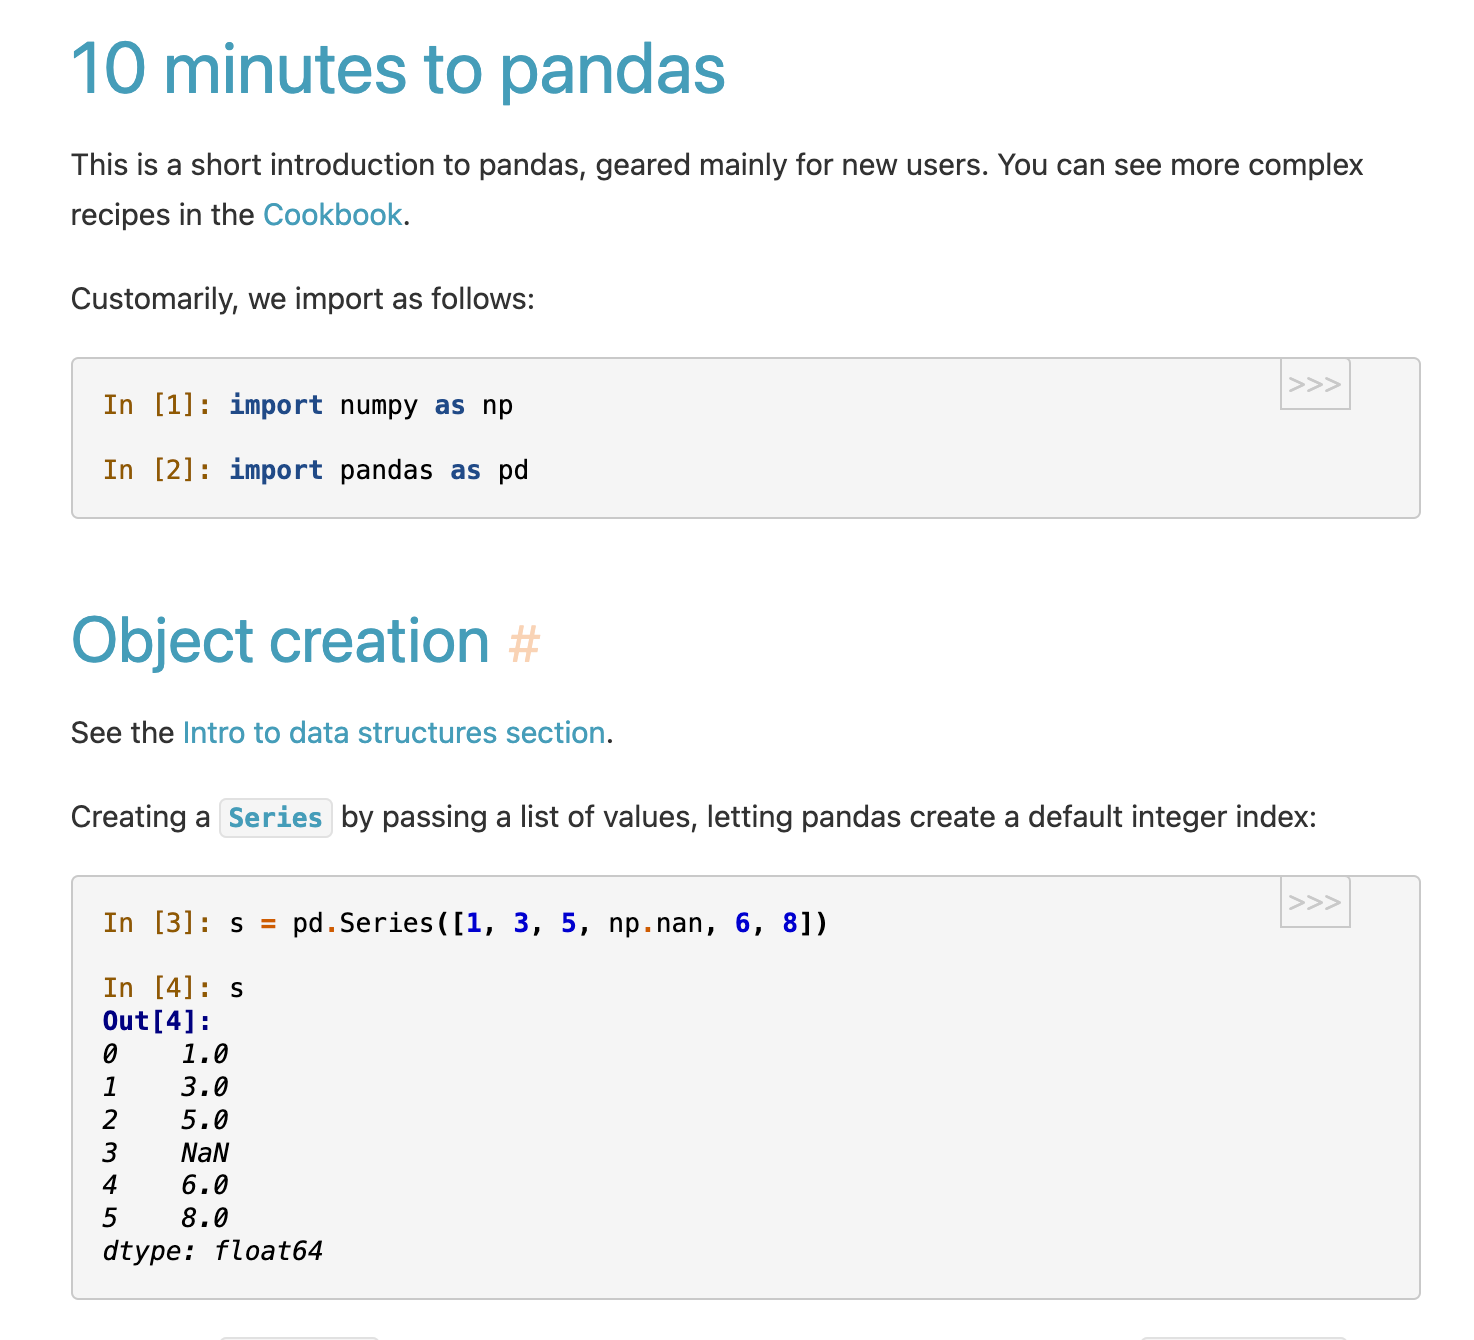 10 minutes to pandas
This is a short introduction to pandas, geared mainly for new users. You can see more complex
recipes in the Cookbook.
Customarily, we import as follows:
>>>
In [1]: import numpy as np
In [2]: import pandas as pd
Object creation #
See the Intro to data structures section.
Creating a Series by passing a list of values, letting pandas create a default integer index:
>>>
In [3]: s = pd.Series([1, 3, 5, np.nan, 6, 8])
In [4]: s
Out[4]:
0    1.0
1    3.0
2    5.0
3    NaN
4    6.0
5    8.0
dtype: float64